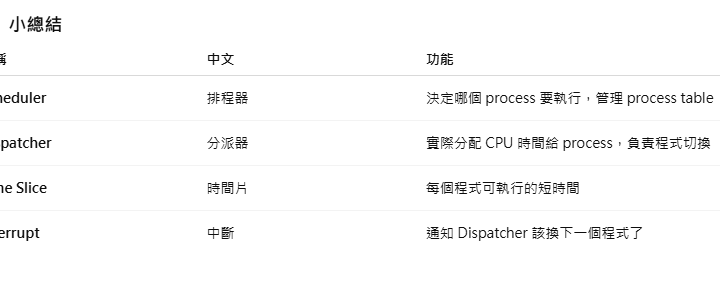 小總結
稱 中文 功能
heduler 排程器 決定哪個 process 要執行，管理 process table
patcher 分派器 實際分配 CPU 時間給 process，負責程式切換
ne Slice 時間片 每個程式可執行的短時間
errupt 中斷 通知 Dispatcher 該換下一個程式了